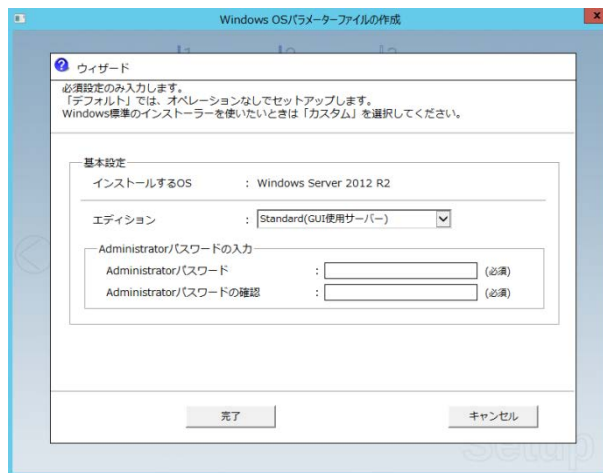 Windows OSパラメーターファイルの作成
x
ウィザード
必須設定のみ入力します。
「デフォルト」では、オペレーションなしでセットアップします。
Windows標準のインストーラーを使いたいときは「カスタム」を選択してください。
基本設定
インストールするOS : Windows Server 2012 R2
エディション : Standard(GUI使用サーバー)
Administratorパスワードの入力
Administratorパスワード : (必須)
Administratorパスワードの確認 : (必須)
完了 キャンセル
Setup